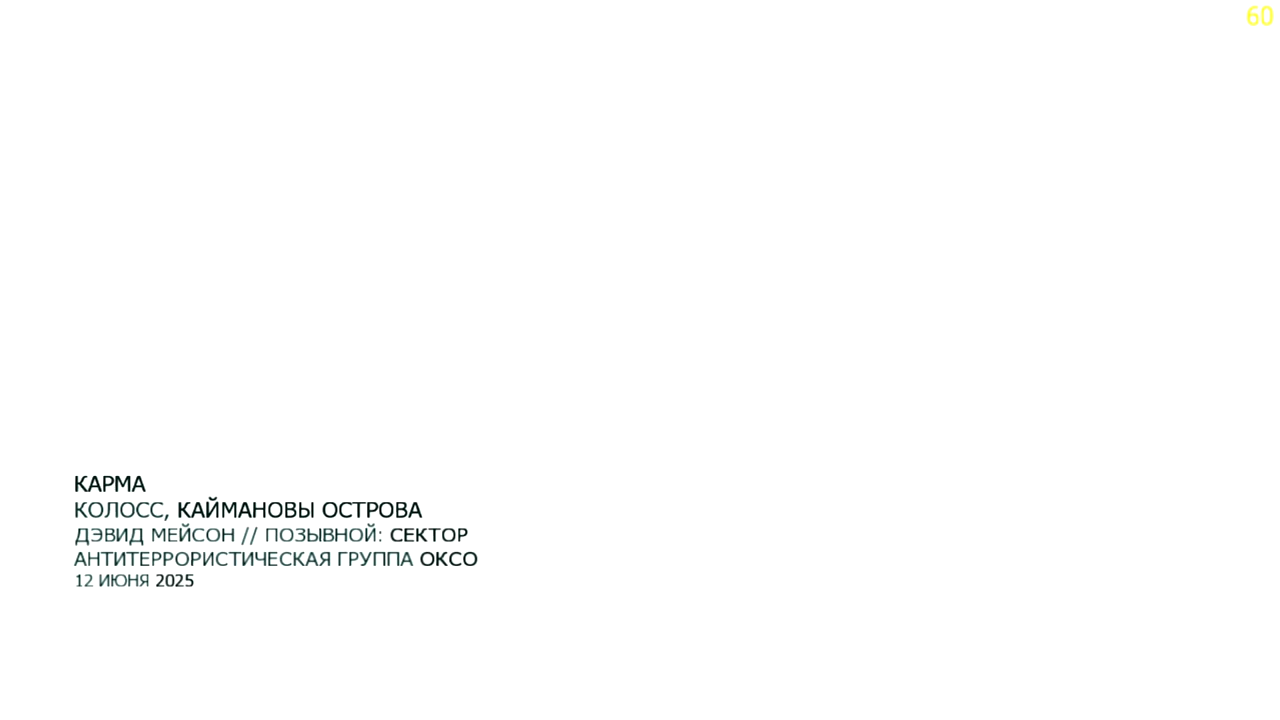 60
КАРМА
КОЛОСС, КАЙМАНОВЫ ОСТРОВА
ДЭВИД МЕЙСОН // ПОЗЫВНОЙ: СЕКТОР
АНТИТЕРРОРИСТИЧЕСКАЯ ГРУППА ОКСО
12 ИЮНЯ 2025